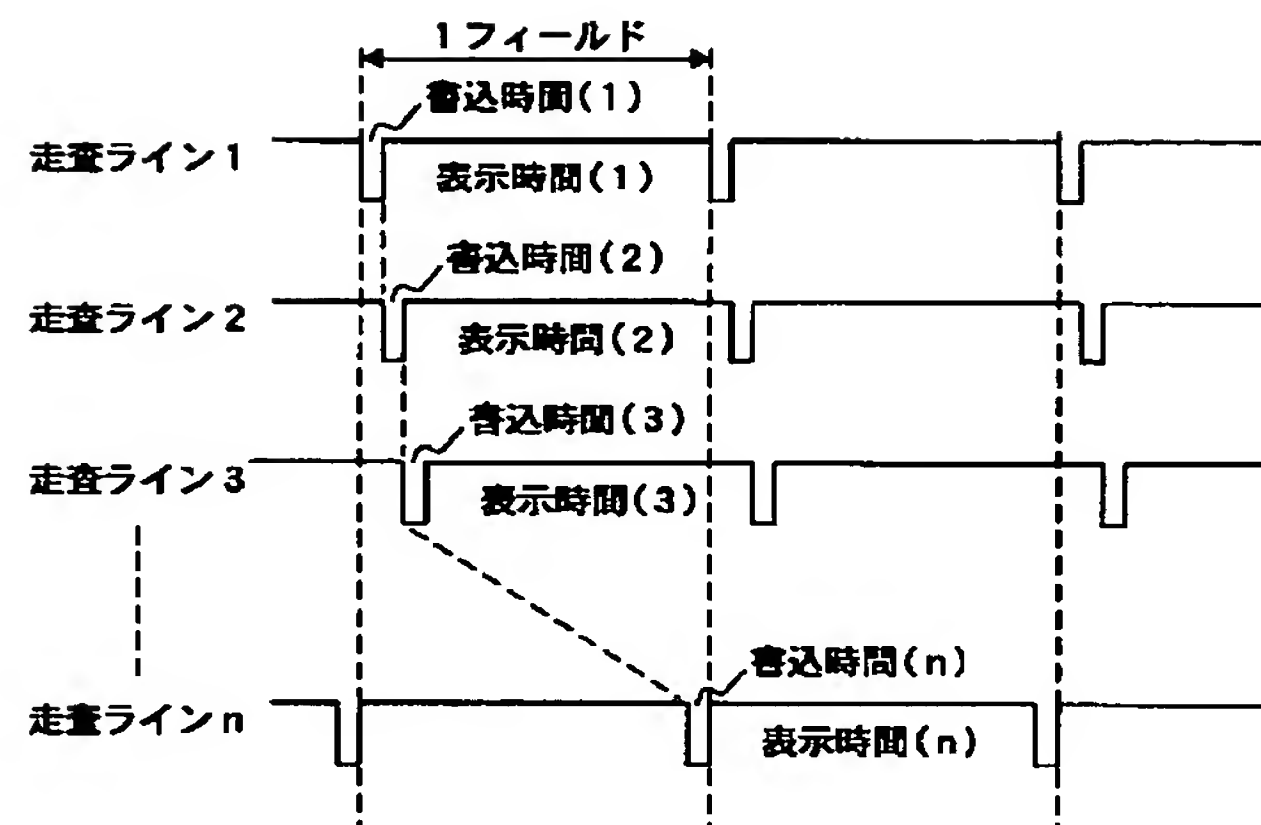 1フィールド
書込時間(1)
走査ライン1
表示時間(1)
書込時間(2)
走査ライン2
表示時間(2)
書込時間(3)
走査ライン3
表示時間(3)
書込時間(n)
走査ラインn
表示時間(n)